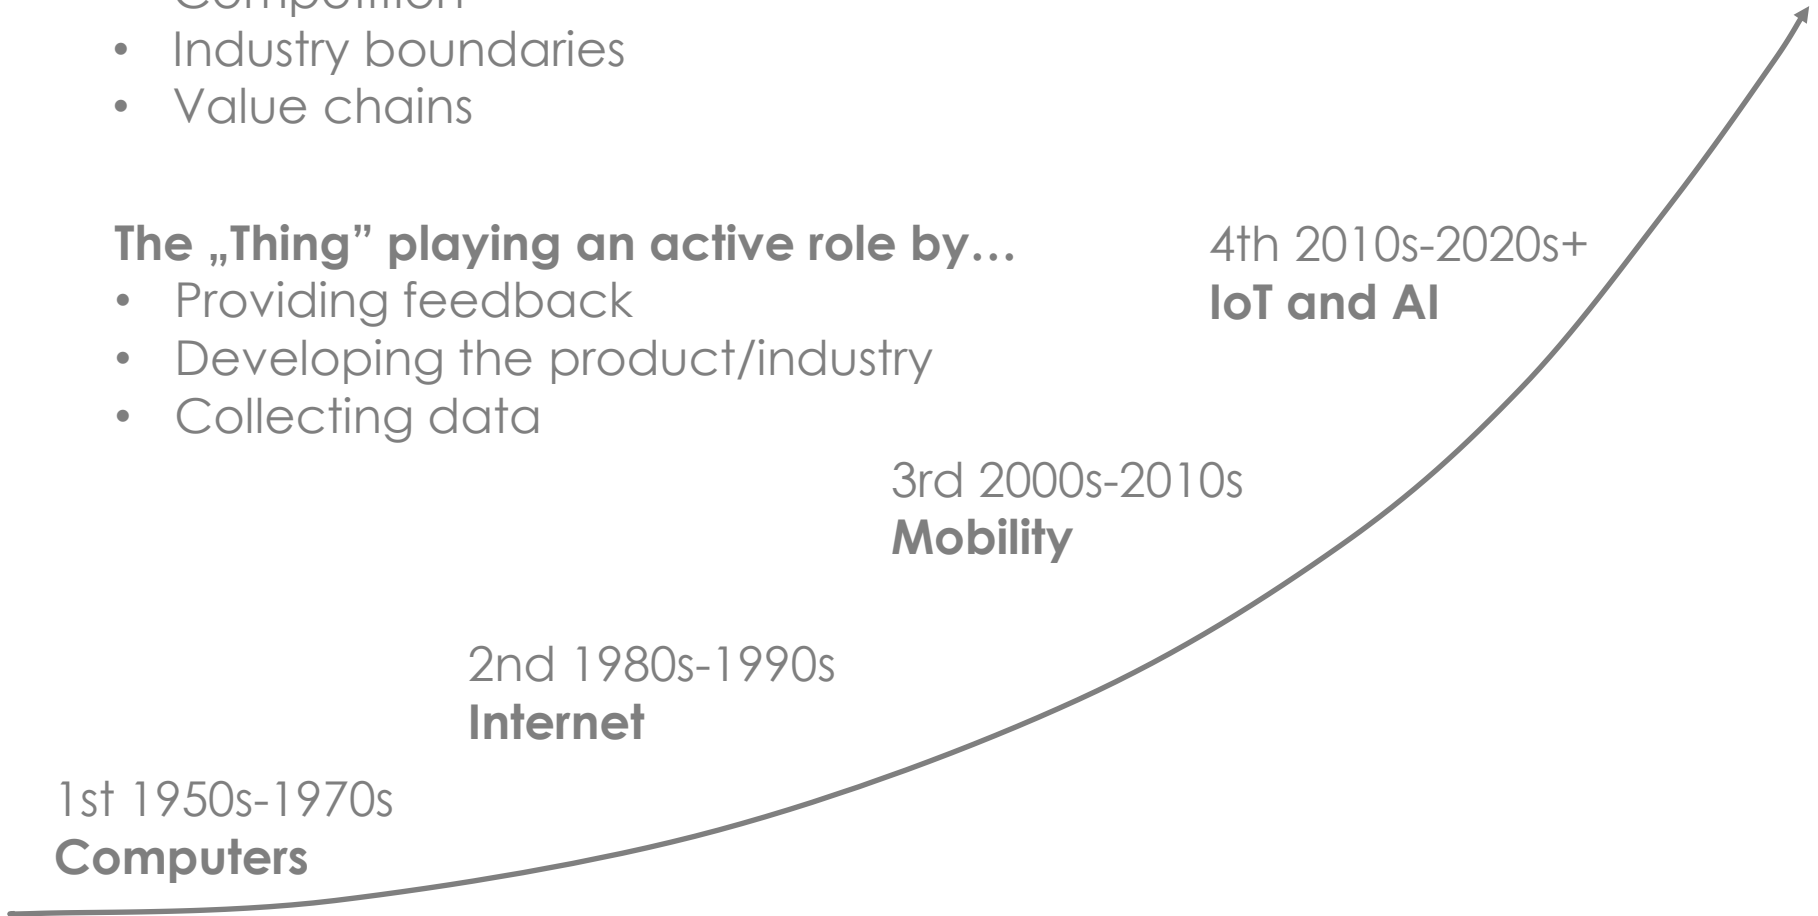 Competition
• Industry boundaries
• Value chains
The „Thing” playing an active role by…
• Providing feedback
• Developing the product/industry
• Collecting data
4th 2010s-2020s+
IoT and AI
3rd 2000s-2010s
Mobility
2nd 1980s-1990s
Internet
1st 1950s-1970s
Computers